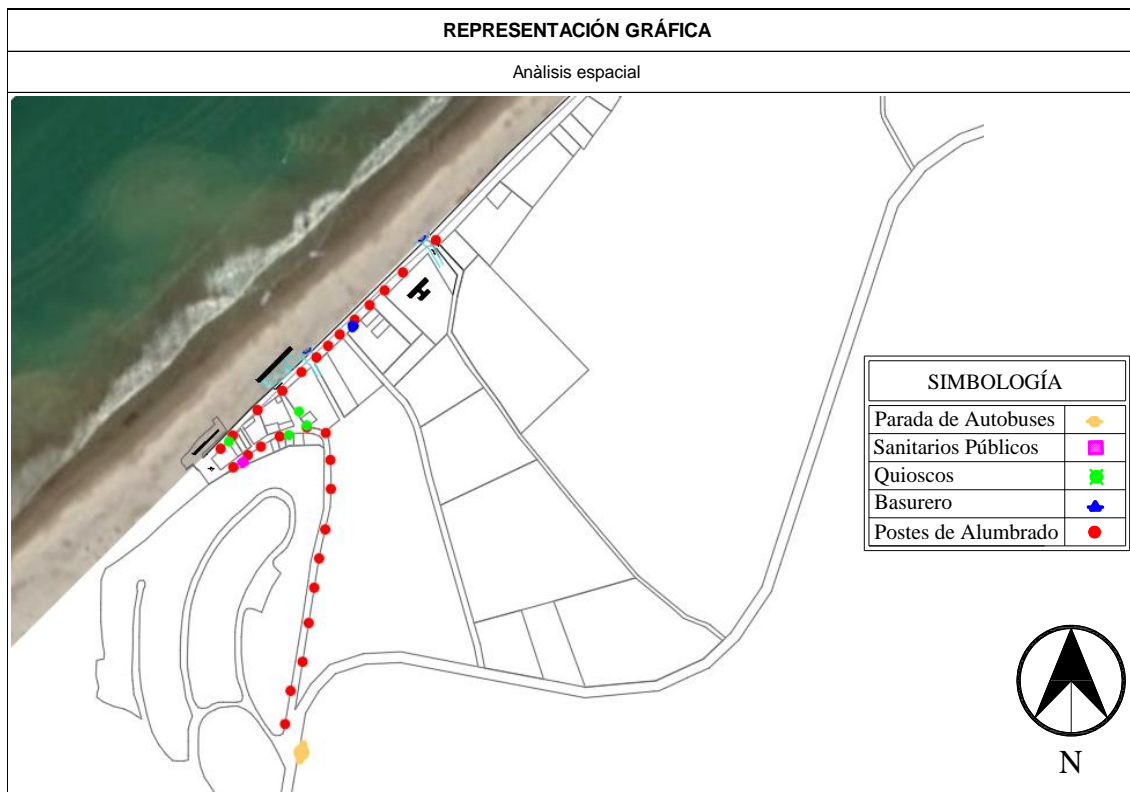 REPRESENTACIÓN GRÁFICA
Anàlisis espacial
SIMBOLOGÍA
Parada de Autobuses
Sanitarios Públicos
Quioscos
Basurero
Postes de Alumbrado
N